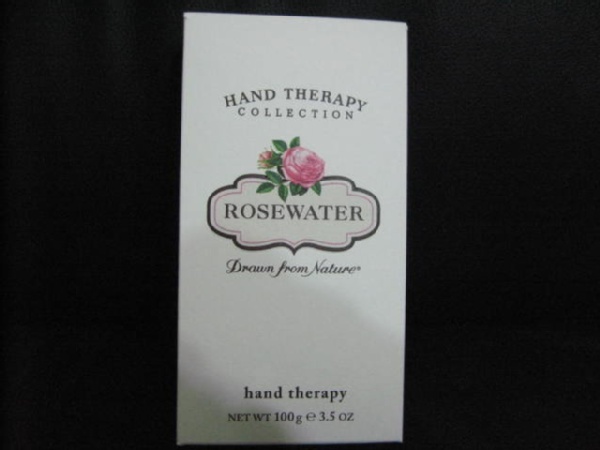 HAND THERAPY
COLLECTION
ROSEWATER
Drawn from Nature®
hand therapy
NET WT 100g ℮ 3.5 OZ